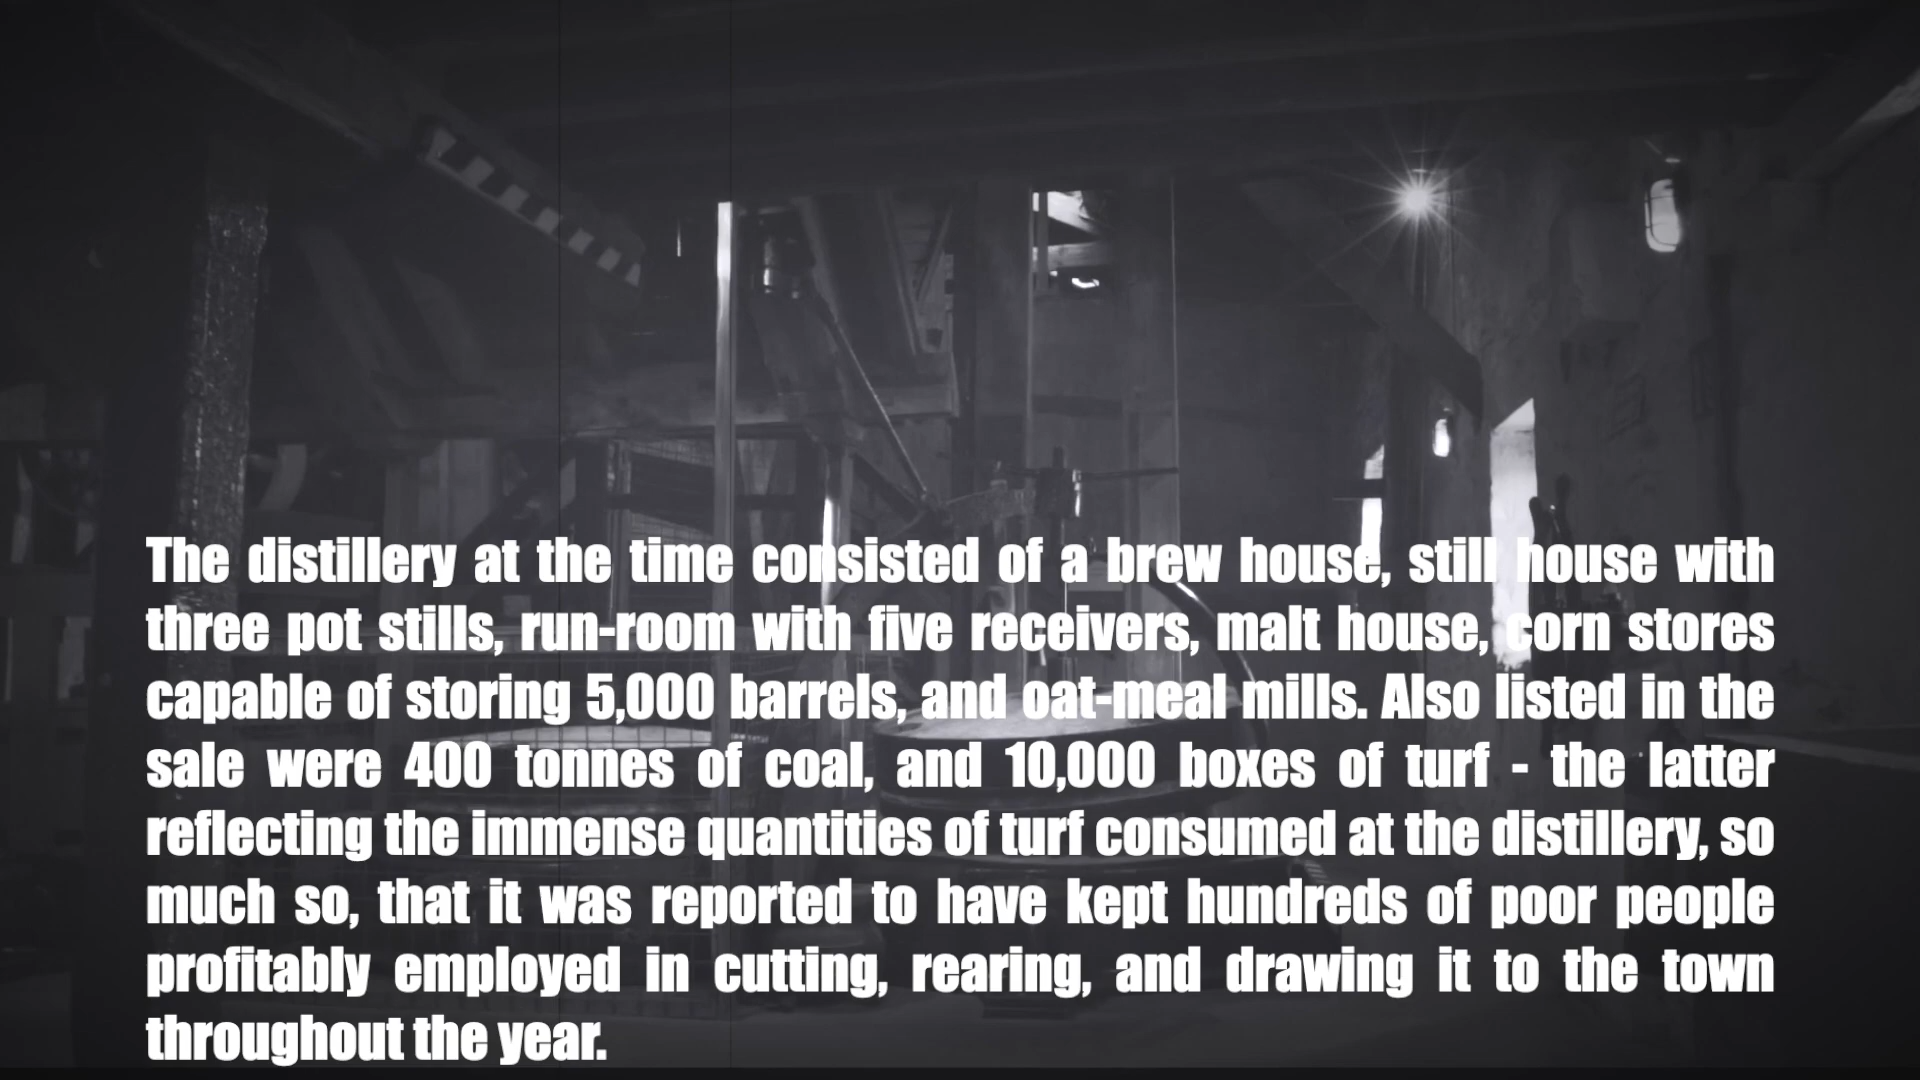 The distillery at the time consisted of a brew house, still house with
three pot stills, run-room with five receivers, malt house, corn stores
capable of storing 5,000 barrels, and oat-meal mills. Also listed in the
sale were 400 tonnes of coal, and 10,000 boxes of turf - the latter
reflecting the immense quantities of turf consumed at the distillery, so
much so, that it was reported to have kept hundreds of poor people
profitably employed in cutting, rearing, and drawing it to the town
throughout the year.